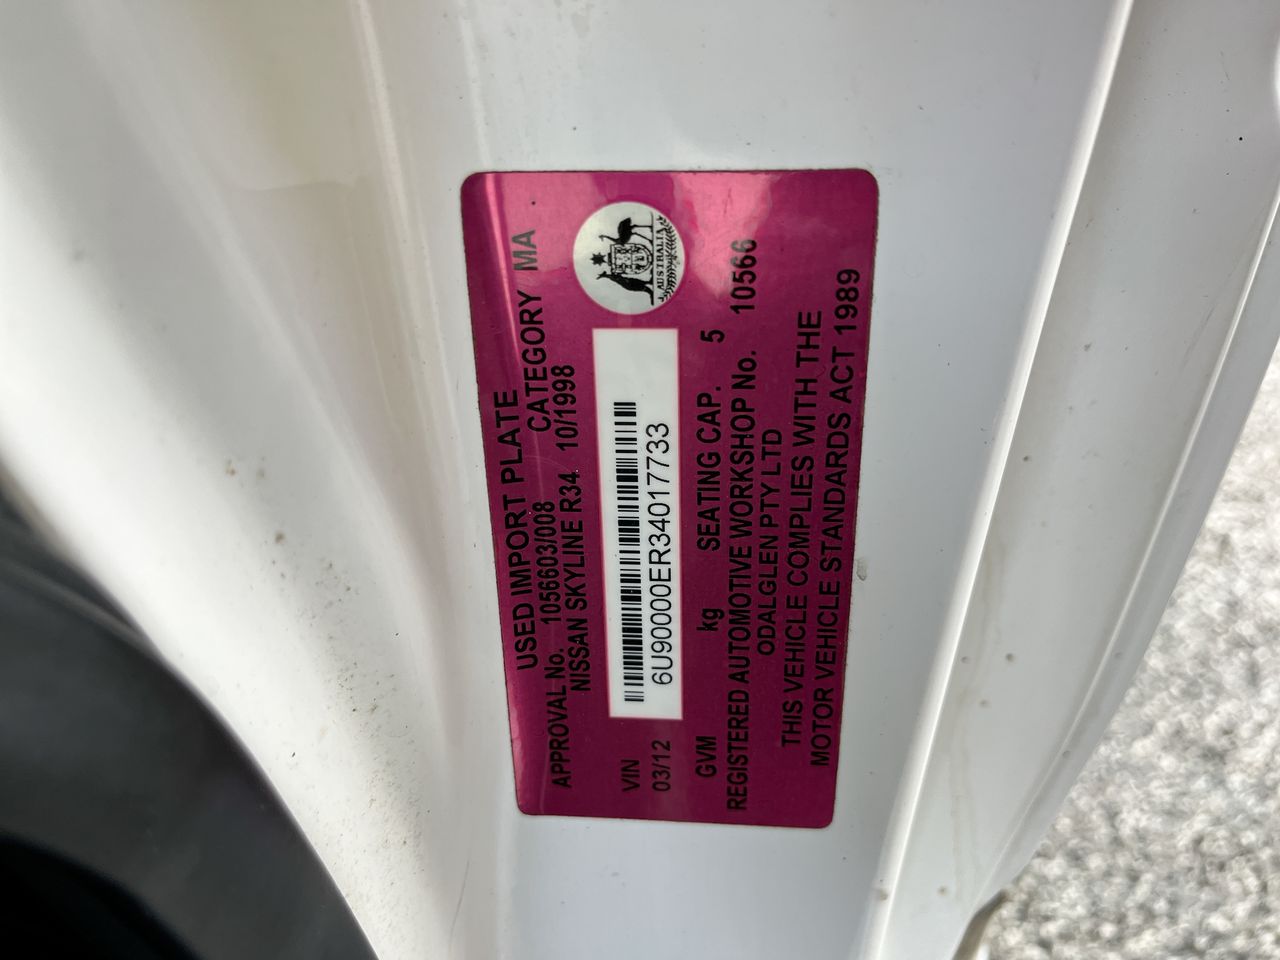 USED IMPORT PLATE
APPROVAL No. 1056603/008 CATEGORY MA
NISSAN SKYLINE R34 10/1998
AUSTRALIA
VIN
03/12 6U90000ER34017733
GVM kg SEATING CAP. 5
REGISTERED AUTOMOTIVE WORKSHOP No. 10566
ODALGLEN PTY LTD
THIS VEHICLE COMPLIES WITH THE
MOTOR VEHICLE STANDARDS ACT 1989